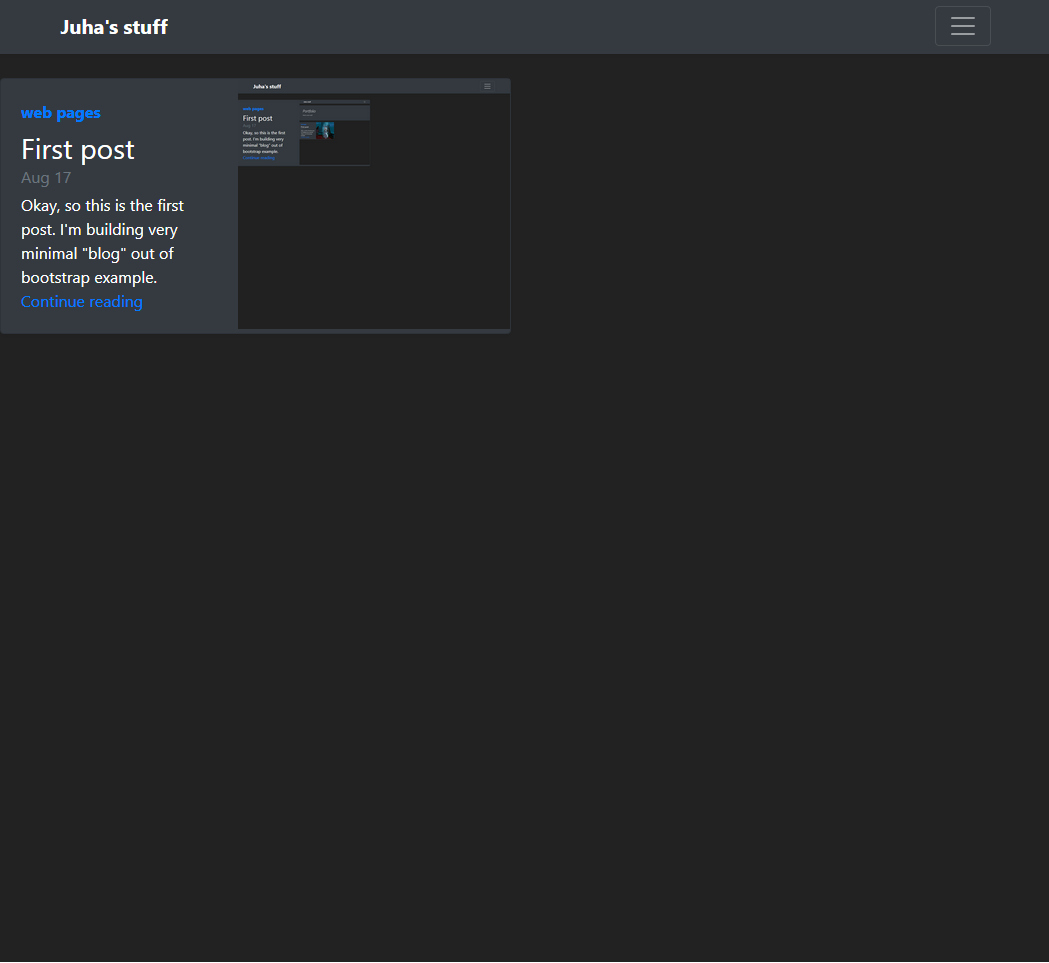 Juha's stuff
web pages
First post
Aug 17
Okay, so this is the first
post. I'm building very
minimal "blog" out of
bootstrap example.
Continue reading
Juha's stuff
web pages
First post
Aug 17
Okay, so this is the first
post. I'm building very
minimal "blog" out of
bootstrap example.
Continue reading
Portfolio